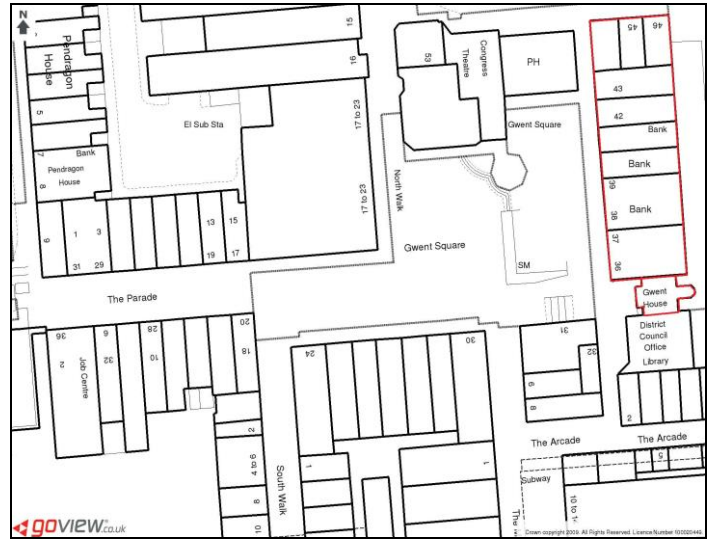 N
Pendragon
House
5
7
Bank
Pendragon
House
8
15
16
El Sub Sta
17 to 23
17 to 23
53
Congress
Theatre
PH
Gwent Square
45
46
43
42
Bank
Bank
39
Bank
38
37
36
North Walk
Gwent Square
SM
9
1
3
31
29
13
15
19
17
The Parade
36
2
Job Centre
6
32
28
10
20
18
2
4 to 6
8
10
South Walk
24
30
1
1
31
32
6
8
Gwent
House
District
Council
Office
Library
2
The Arcade
The Arcade
5
Subway
10 to 1
The
goview.co.uk
Crown copyright 2009. All Rights Reserved. Licence Number 100020449.